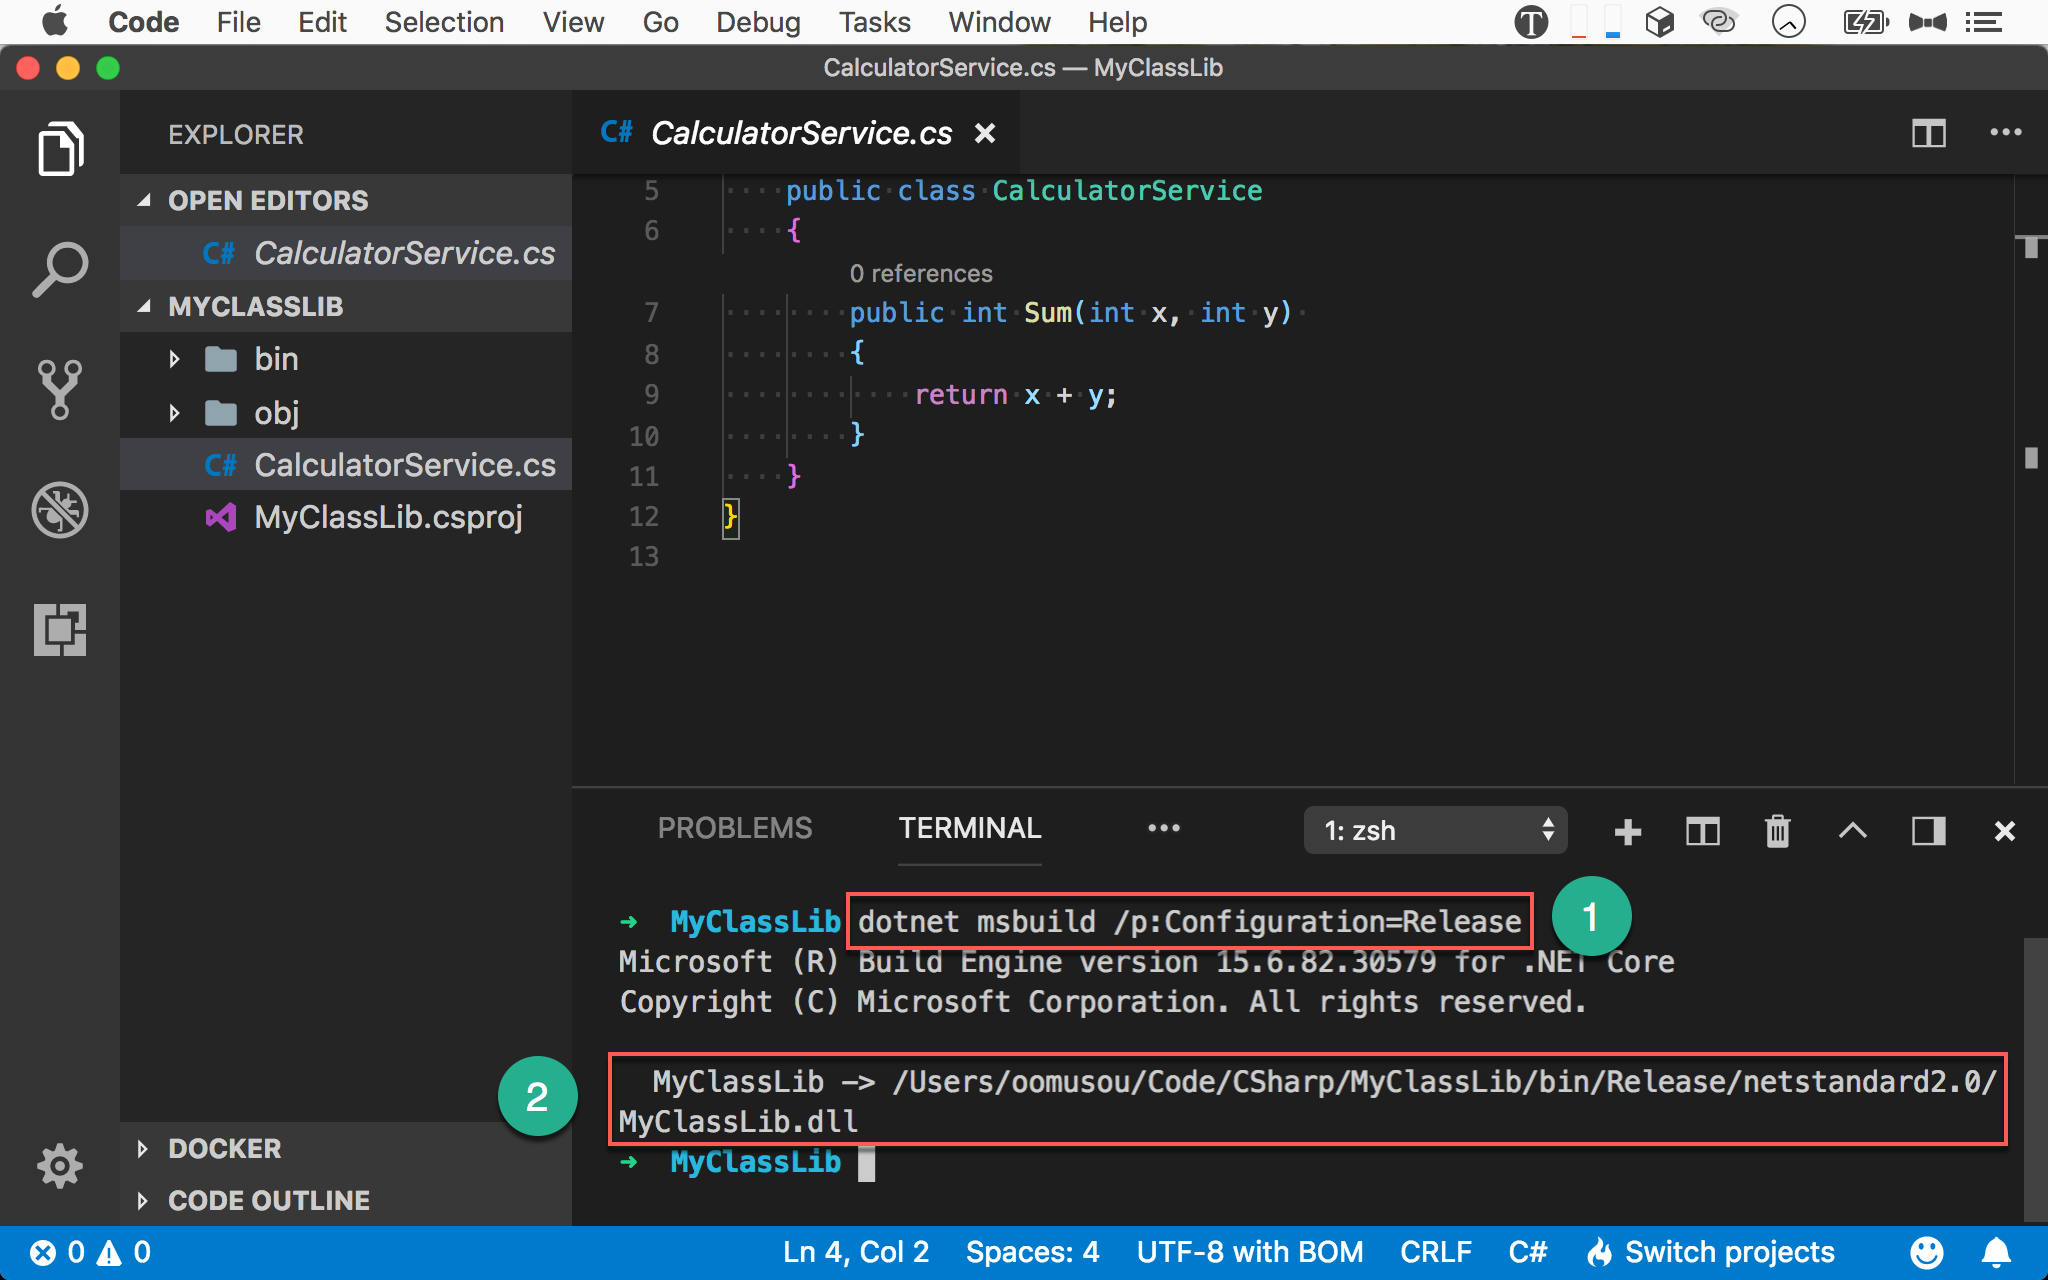 Code File Edit Selection View Go Debug Tasks Window Help
CalculatorService.cs — MyClassLib
EXPLORER
OPEN EDITORS
C# CalculatorService.cs
MYCLASSLIB
bin
obj
C# CalculatorService.cs
MyClassLib.csproj
DOCKER
CODE OUTLINE
C# CalculatorService.cs
5 public class CalculatorService
6 {
0 references
7 public int Sum(int x, int y)
8 {
9 return x + y;
10 }
11 }
12 }
13
PROBLEMS TERMINAL 1: zsh
→ MyClassLib dotnet msbuild /p:Configuration=Release
1
Microsoft (R) Build Engine version 15.6.82.30579 for .NET Core
Copyright (C) Microsoft Corporation. All rights reserved.
2
MyClassLib -> /Users/oomusou/Code/CSharp/MyClassLib/bin/Release/netstandard2.0/
MyClassLib.dll
→ MyClassLib
0 0 Ln 4, Col 2 Spaces: 4 UTF-8 with BOM CRLF C# Switch projects